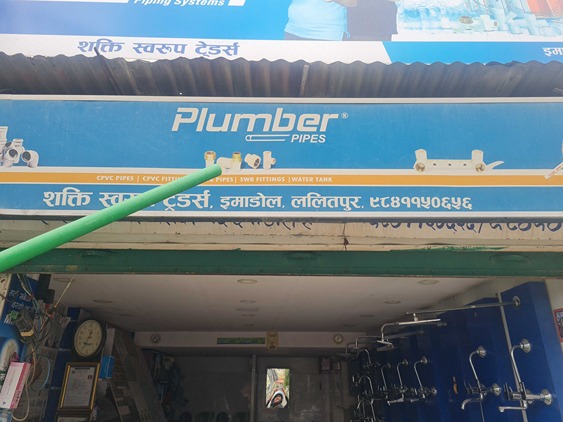 Piping Systems
शक्ति स्वरूप ट्रेडर्स
Plumber®
PIPES
CPVC PIPES | CPVC FITTINGS PIPES | SWR FITTINGS | WATER TANK
शक्ति स्वरूप ट्रेडर्स, इमाडोल, ललितपुर. ९८४११५०६५६